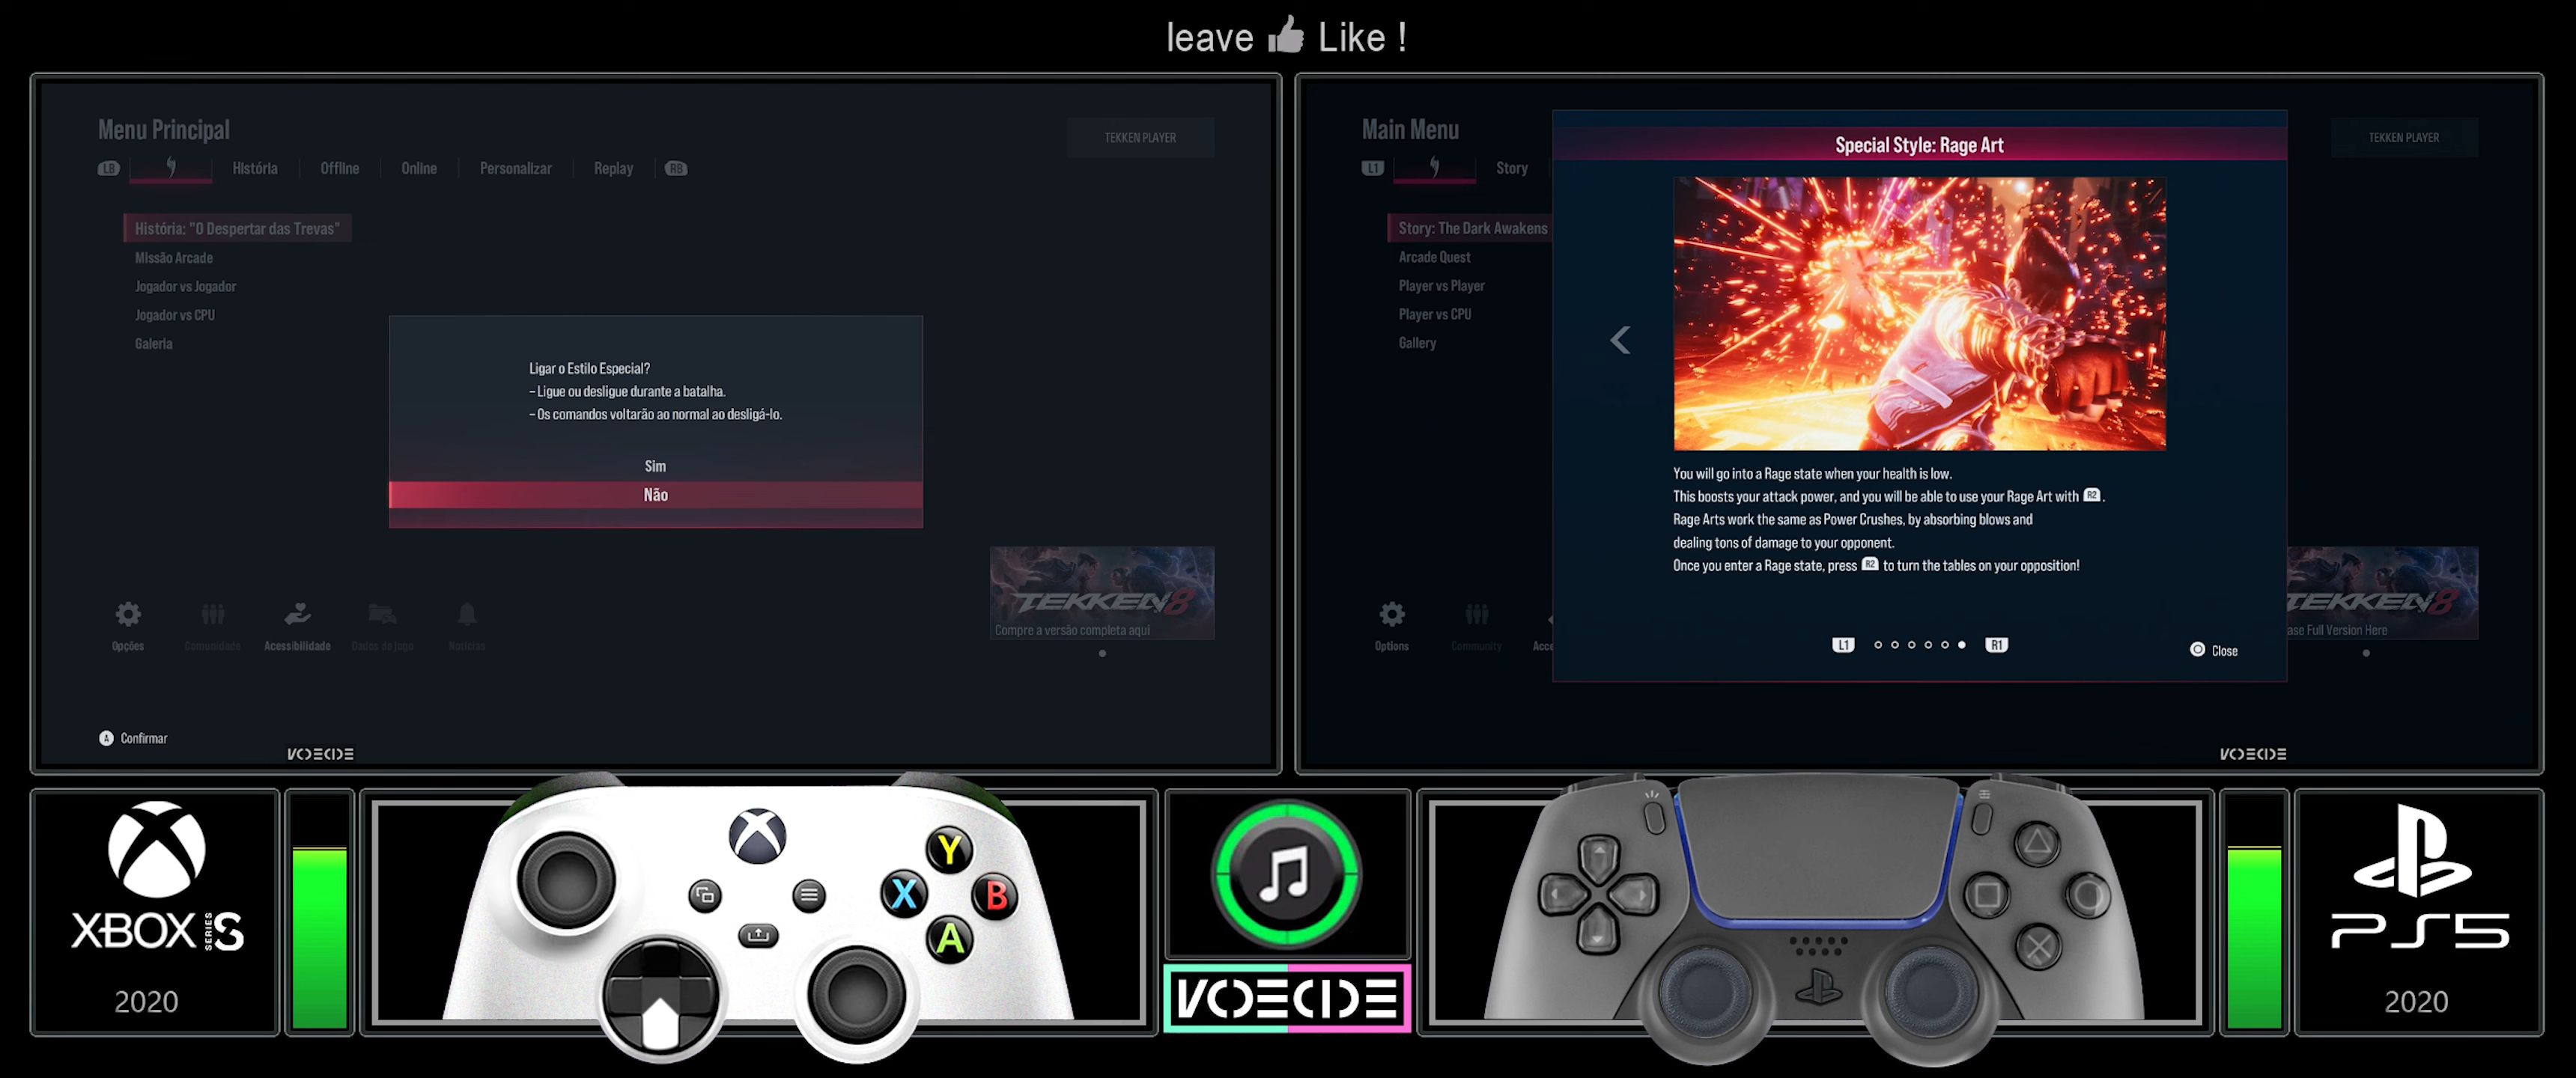 leave Like !
Menu Principal
TEKKEN PLAYER
LB História Offline Online Personalizar Replay RB
História: "O Despertar das Trevas"
Missão Arcade
Jogador vs Jogador
Jogador vs CPU
Galeria
Ligar o Estilo Especial?
-Ligue ou desligue durante a batalha.
-Os comandos voltarão ao normal ao desligá-lo.
Sim
Não
TEKKEN 8
Compre a versão completa aqui
Opções Comunidade Acessibilidade Dados de jogo Notícias
A Confirmar
VOECIDE
Main Menu
TEKKEN PLAYER
L1 Story
Story: The Dark Awakens
Arcade Quest
Player vs Player
Player vs CPU
Gallery
Special Style: Rage Art
You will go into a Rage state when your health is low.
This boosts your attack power, and you will be able to use your Rage Art with R2.
Rage Arts work the same as Power Crushes, by absorbing blows and
dealing tons of damage to your opponent.
Once you enter a Rage state, press R2 to turn the tables on your opposition!
L1 R1
Close
TEKKEN 8
ase Full Version Here
Options Community Acce
VOECIDE
XBOX SERIES S
2020
Y
X
B
A
VOECIDE
PS5
2020